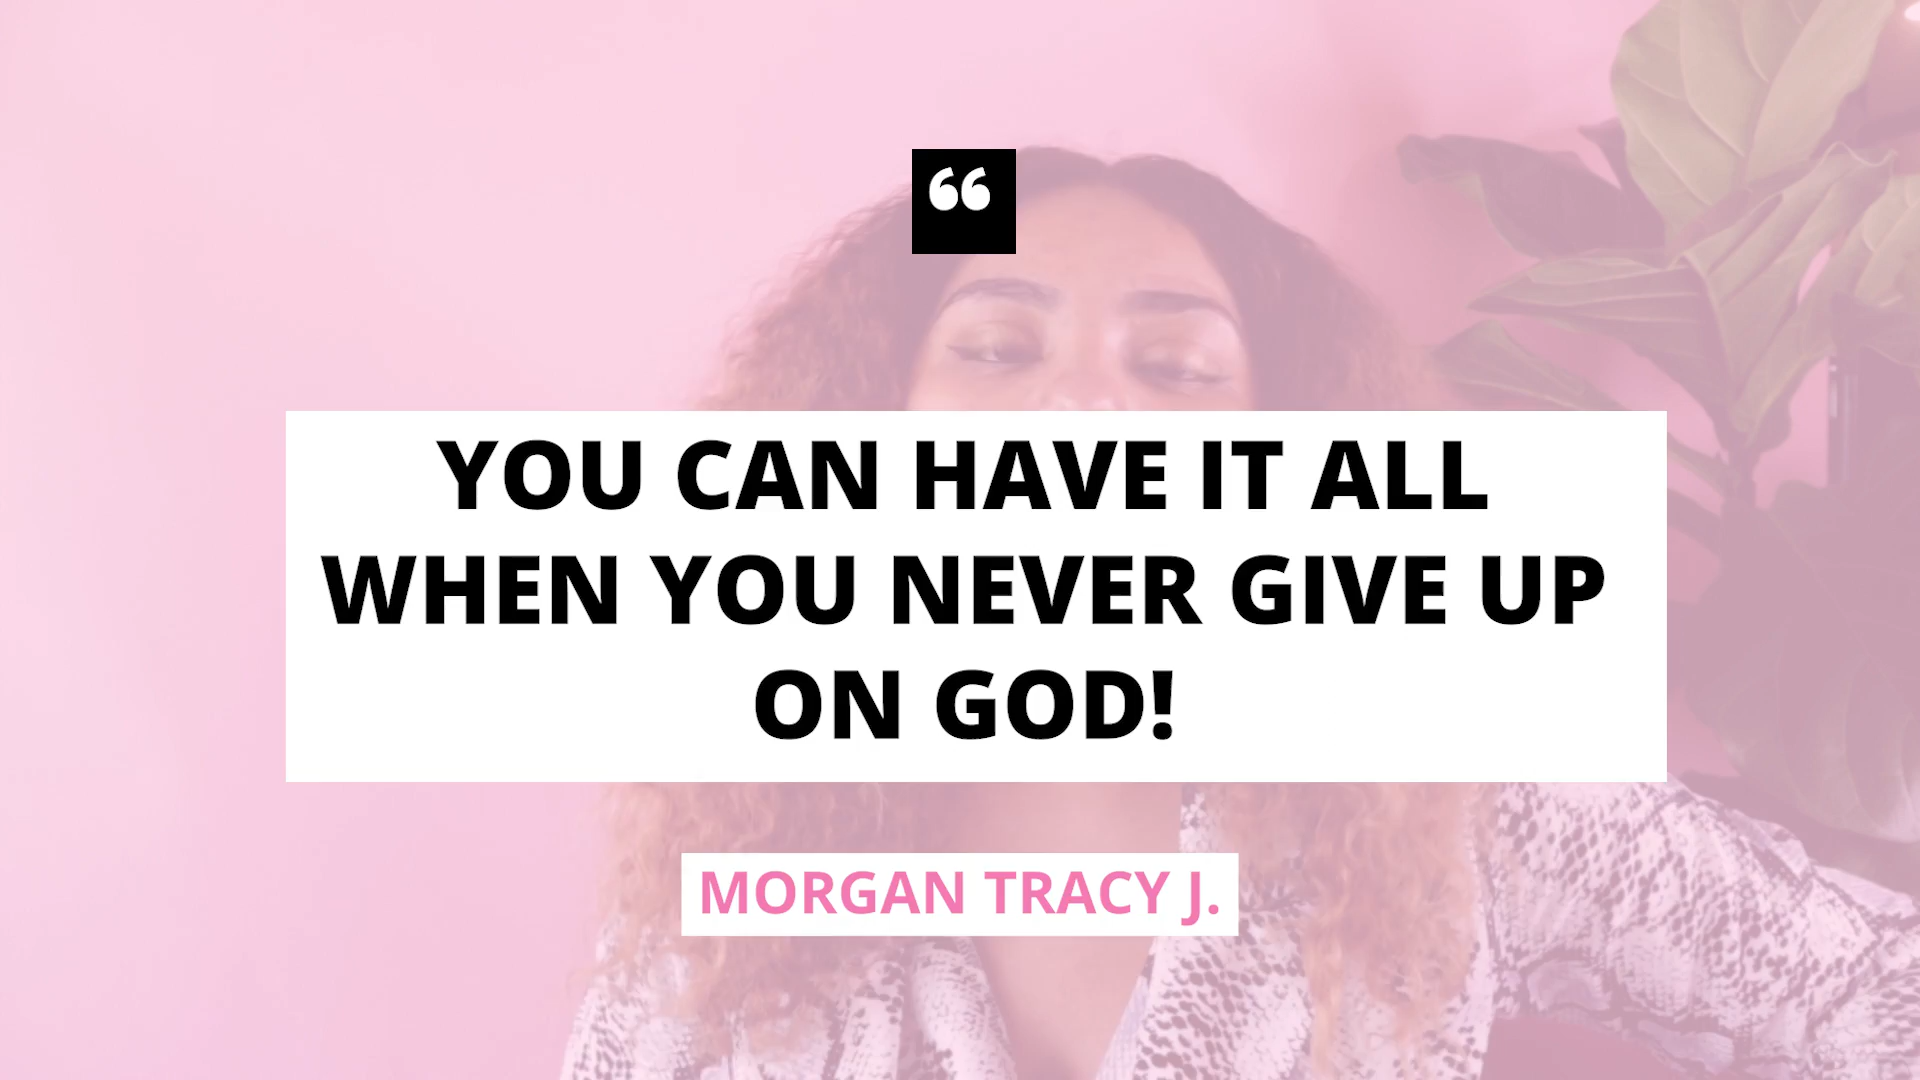 ❝
YOU CAN HAVE IT ALL
WHEN YOU NEVER GIVE UP
ON GOD!
MORGAN TRACY J.